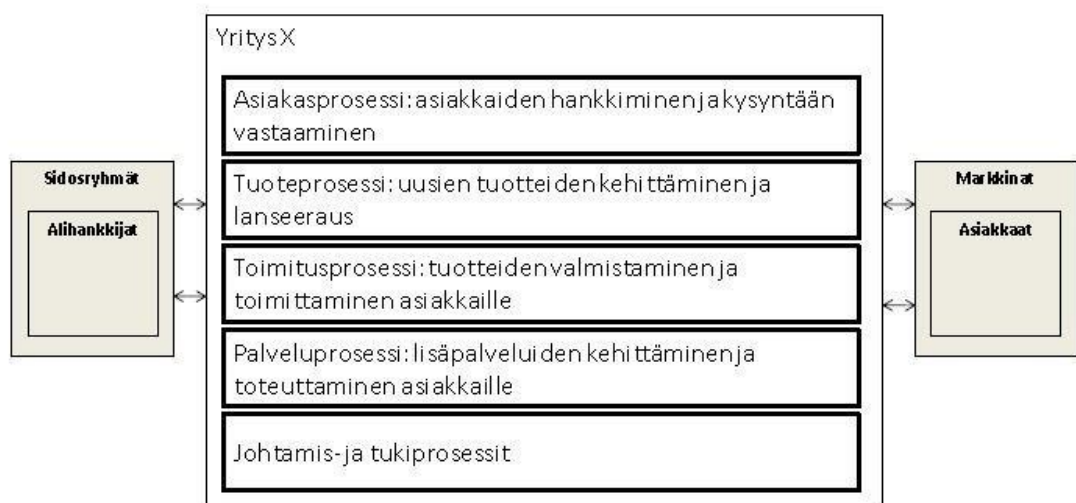 Yritys X
Asiakasprosessi: asiakkaiden hankkiminen ja kysyntään
vastaaminen
Sidosryhmät
Alihankkijat
Tuoteprosessi: uusien tuotteiden kehittäminen ja
lanseeraus
Toimitusprosessi: tuotteiden valmistaminen ja
toimittaminen asiakkaille
Palveluprosessi: lisäpalveluiden kehittäminen ja
toteuttaminen asiakkaille
Johtamis- ja tukiprosessit
Markkinat
Asiakkaat